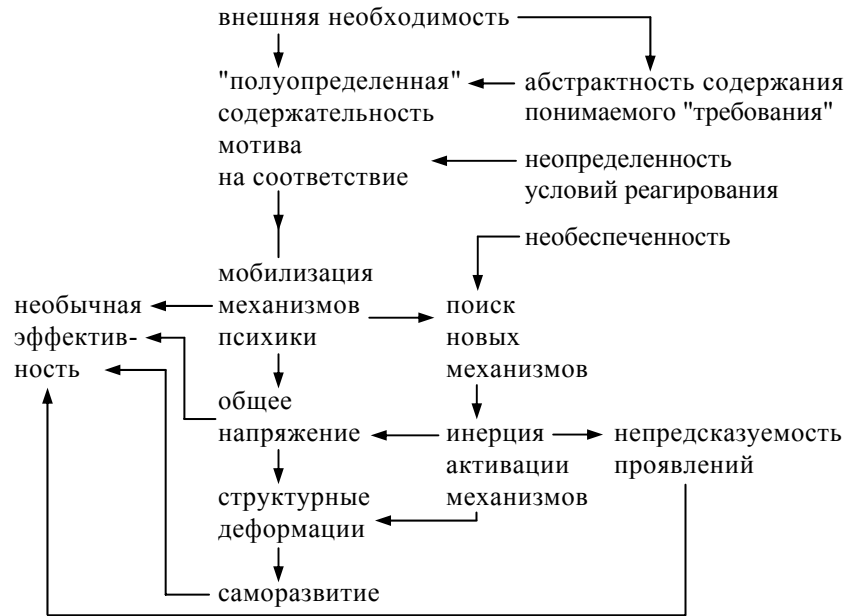 внешняя необходимость
"полуопределенная"
содержательность
мотива
на соответствие
абстрактность содержания
понимаемого "требования"
неопределенность
условий реагирования
необеспеченность
мобилизация
механизмов
психики
необычная
эффектив-
ность
поиск
новых
механизмов
общее
напряжение
инерция
активации
механизмов
непредсказуемость
проявлений
структурные
деформации
саморазвитие